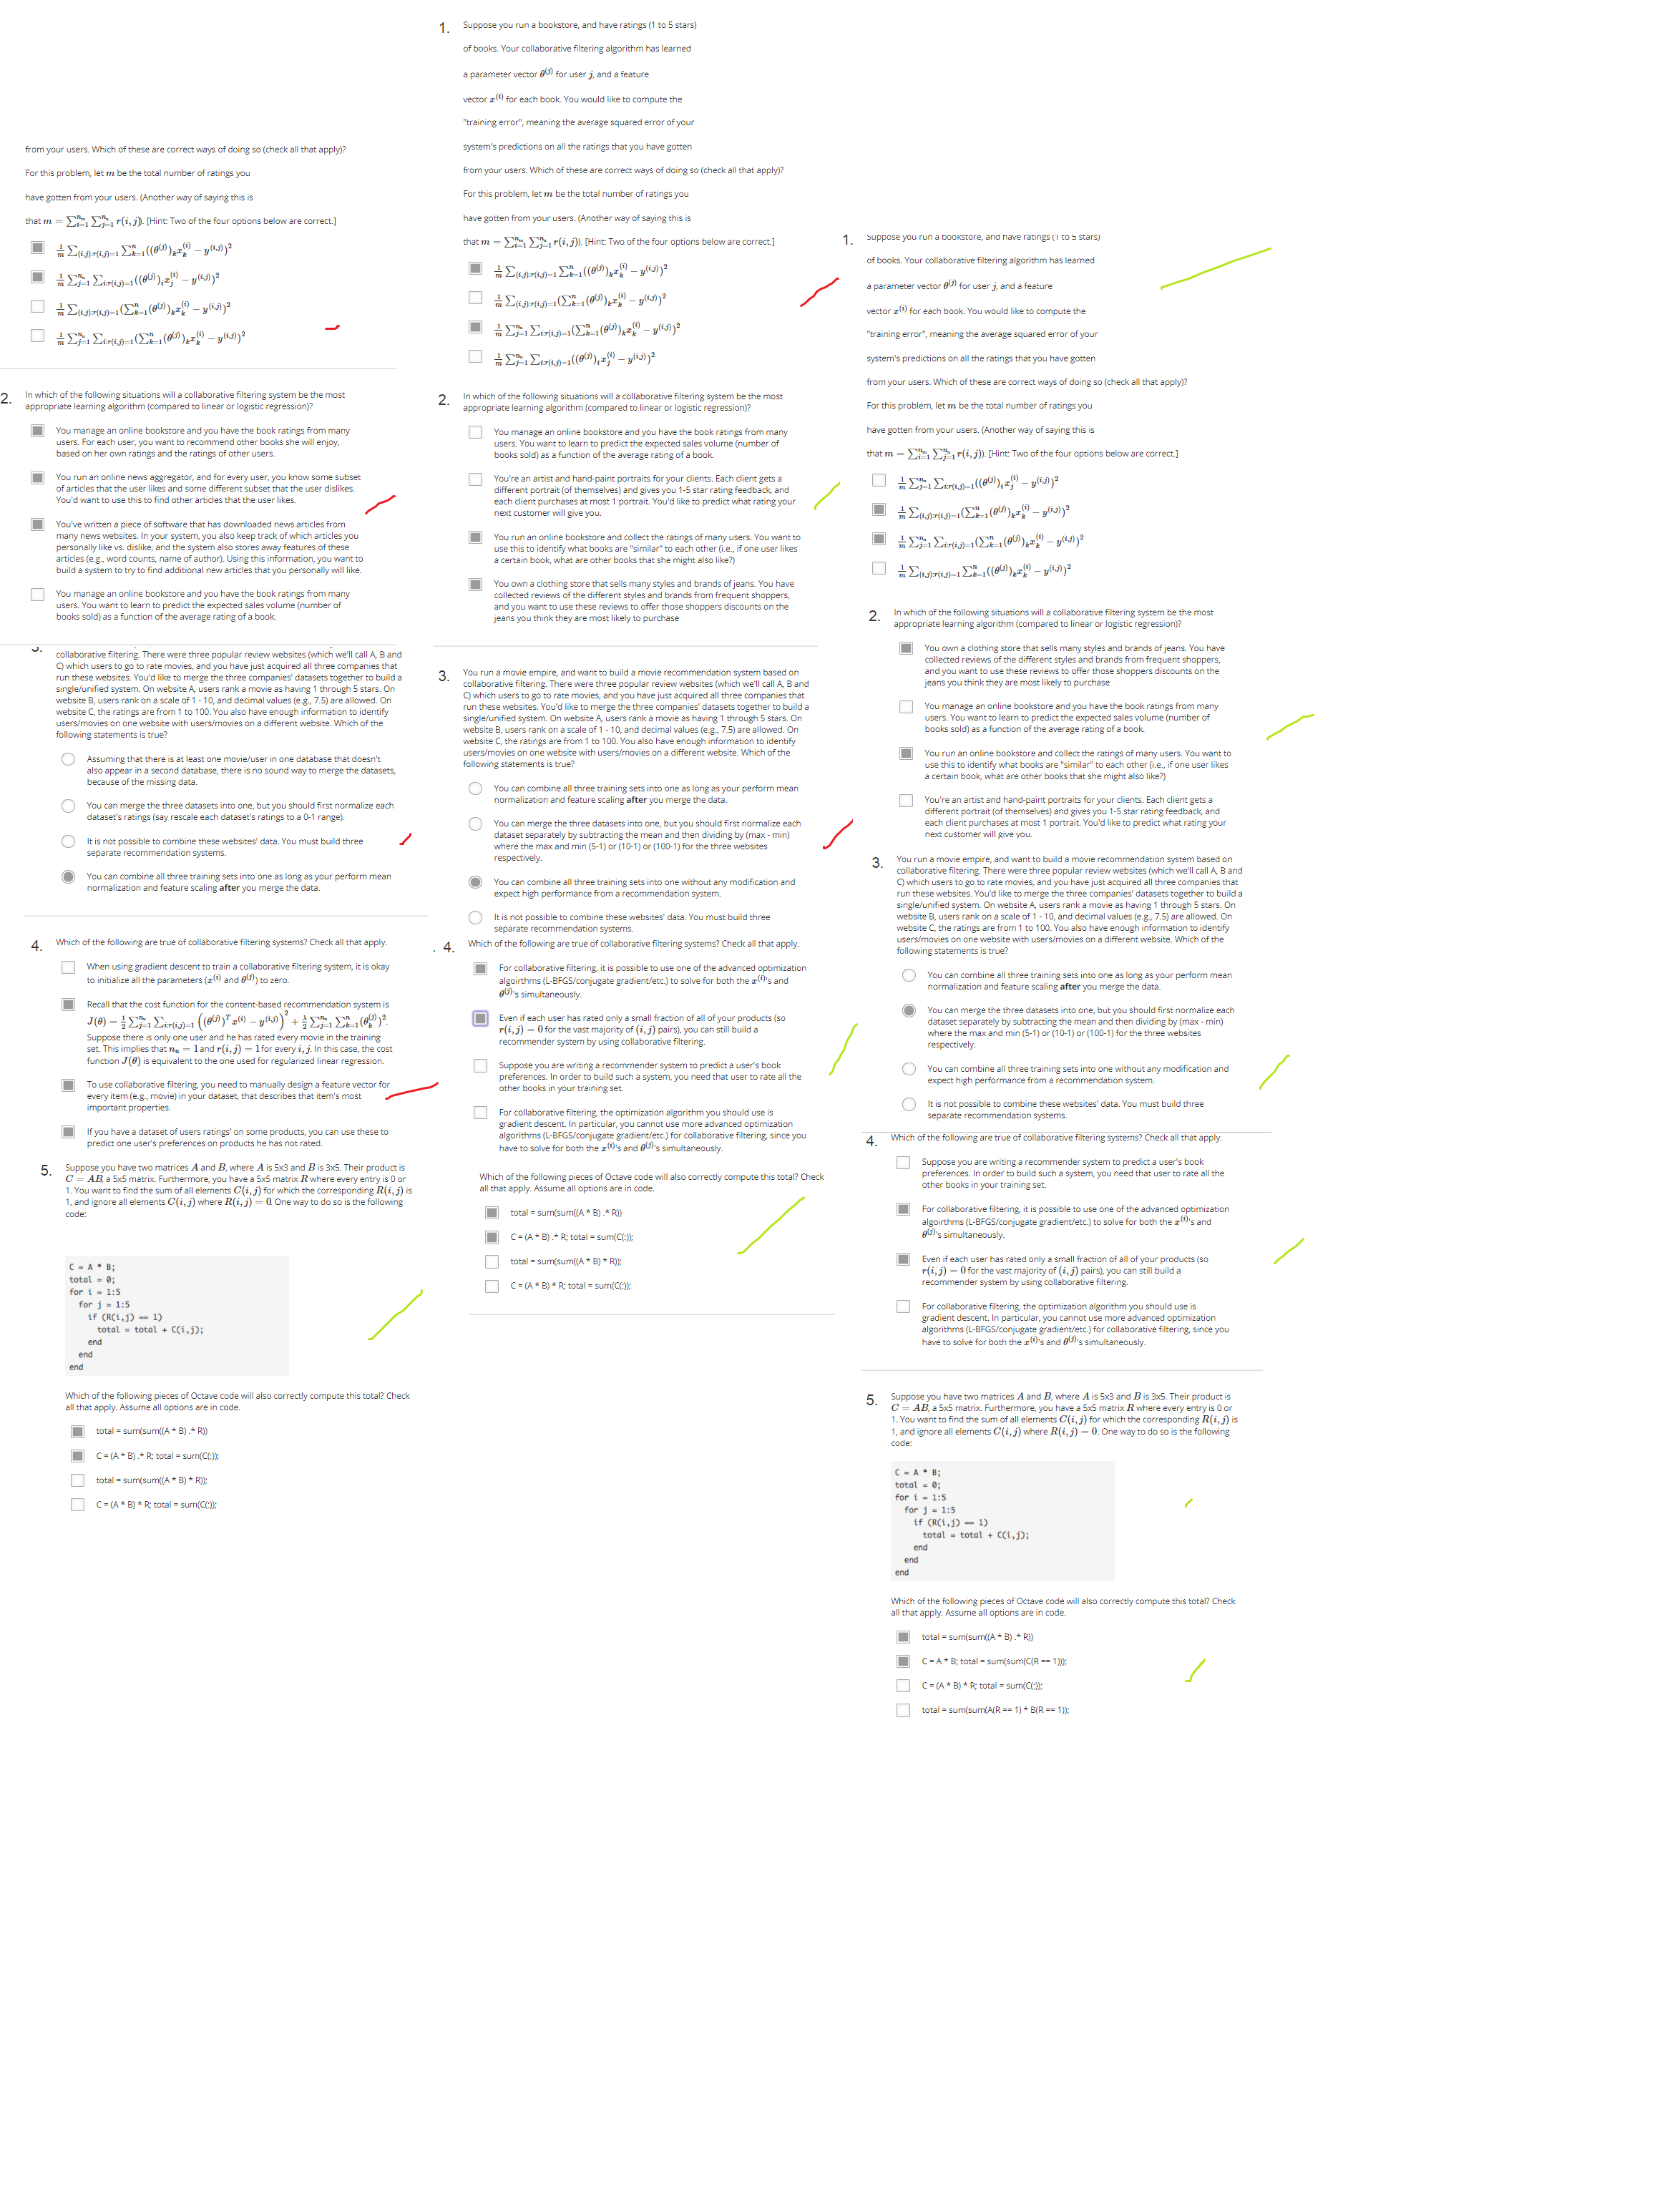 from your users. Which of these are correct ways of doing so (check all that apply)?
For this problem, let m be the total number of ratings you
have gotten from your users. (Another way of saying this is
that m = ∑_{i=1}^{n_m} ∑_{j=1}^{n_u} r(i, j)). [Hint: Two of the four options below are correct.]
1/m ∑_{(i,j):r(i,j)=1} ∑_{k=1}^{n} ((θ^(j))_k x_k^(i) − y^(i,j))^2
1/m ∑_{j=1}^{n_u} ∑_{i:r(i,j)=1} ((θ^(j))_i x_j^(i) − y^(i,j))^2
1/m ∑_{(i,j):r(i,j)=1} (∑_{k=1}^{n} (θ^(j))_k x_k^(i) − y^(i,j))^2
1/m ∑_{j=1}^{n_u} ∑_{i:r(i,j)=1} (∑_{k=1}^{n} (θ^(j))_k x_k^(i) − y^(i,j))^2
2. In which of the following situations will a collaborative filtering system be the most
appropriate learning algorithm (compared to linear or logistic regression)?
You manage an online bookstore and you have the book ratings from many
users. For each user, you want to recommend other books she will enjoy,
based on her own ratings and the ratings of other users.
You run an online news aggregator, and for every user, you know some subset
of articles that the user likes and some different subset that the user dislikes.
You'd want to use this to find other articles that the user likes.
You've written a piece of software that has downloaded news articles from
many news websites. In your system, you also keep track of which articles you
personally like vs. dislike, and the system also stores away features of these
articles (e.g., word counts, name of author). Using this information, you want to
build a system to try to find additional new articles that you personally will like.
You manage an online bookstore and you have the book ratings from many
users. You want to learn to predict the expected sales volume (number of
books sold) as a function of the average rating of a book.
collaborative filtering. There were three popular review websites (which we'll call A, B and
C) which users to go to rate movies, and you have just acquired all three companies that
run these websites. You'd like to merge the three companies' datasets together to build a
single/unified system. On website A, users rank a movie as having 1 through 5 stars. On
website B, users rank on a scale of 1 - 10, and decimal values (e.g., 7.5) are allowed. On
website C, the ratings are from 1 to 100. You also have enough information to identify
users/movies on one website with users/movies on a different website. Which of the
following statements is true?
Assuming that there is at least one movie/user in one database that doesn't
also appear in a second database, there is no sound way to merge the datasets,
because of the missing data.
You can merge the three datasets into one, but you should first normalize each
dataset's ratings (say rescale each dataset's ratings to a 0-1 range).
It is not possible to combine these websites' data. You must build three
separate recommendation systems.
You can combine all three training sets into one as long as your perform mean
normalization and feature scaling after you merge the data.
4. Which of the following are true of collaborative filtering systems? Check all that apply.
When using gradient descent to train a collaborative filtering system, it is okay
to initialize all the parameters (x^(i) and θ^(j)) to zero.
Recall that the cost function for the content-based recommendation system is
J(θ) = 1/2 ∑_{j=1}^{n_u} ∑_{i:r(i,j)=1} ((θ^(j))^T x^(i) − y^(i,j))^2 + λ/2 ∑_{j=1}^{n_u} ∑_{k=1}^{n} (θ_k^(j))^2.
Suppose there is only one user and he has rated every movie in the training
set. This implies that n_u = 1 and r(i, j) = 1 for every i, j. In this case, the cost
function J(θ) is equivalent to the one used for regularized linear regression.
To use collaborative filtering, you need to manually design a feature vector for
every item (e.g., movie) in your dataset, that describes that item's most
important properties.
If you have a dataset of users ratings' on some products, you can use these to
predict one user's preferences on products he has not rated.
5. Suppose you have two matrices A and B, where A is 5x3 and B is 3x5. Their product is
C = AB, a 5x5 matrix. Furthermore, you have a 5x5 matrix R where every entry is 0 or
1. You want to find the sum of all elements C(i, j) for which the corresponding R(i, j) is
1, and ignore all elements C(i, j) where R(i, j) = 0. One way to do so is the following
code:
C = A * B;
total = 0;
for i = 1:5
for j = 1:5
if (R(i,j) == 1)
total = total + C(i,j);
end
end
end
Which of the following pieces of Octave code will also correctly compute this total? Check
all that apply. Assume all options are in code.
total = sum(sum((A * B) .* R))
C = (A * B) .* R; total = sum(C(:));
total = sum(sum((A * B) * R));
C = (A * B) * R; total = sum(C(:));
1. Suppose you run a bookstore, and have ratings (1 to 5 stars)
of books. Your collaborative filtering algorithm has learned
a parameter vector θ^(j) for user j, and a feature
vector x^(i) for each book. You would like to compute the
"training error", meaning the average squared error of your
system's predictions on all the ratings that you have gotten
from your users. Which of these are correct ways of doing so (check all that apply)?
For this problem, let m be the total number of ratings you
have gotten from your users. (Another way of saying this is
that m = ∑_{i=1}^{n_m} ∑_{j=1}^{n_u} r(i, j)). [Hint: Two of the four options below are correct.]
1/m ∑_{(i,j):r(i,j)=1} ∑_{k=1}^{n} ((θ^(j))_k x_k^(i) − y^(i,j))^2
1/m ∑_{(i,j):r(i,j)=1} (∑_{k=1}^{n} (θ^(j))_k x_k^(i) − y^(i,j))^2
1/m ∑_{j=1}^{n_u} ∑_{i:r(i,j)=1} (∑_{k=1}^{n} (θ^(j))_k x_k^(i) − y^(i,j))^2
1/m ∑_{j=1}^{n_u} ∑_{i:r(i,j)=1} ((θ^(j))_i x_j^(i) − y^(i,j))^2
2. In which of the following situations will a collaborative filtering system be the most
appropriate learning algorithm (compared to linear or logistic regression)?
You manage an online bookstore and you have the book ratings from many
users. You want to learn to predict the expected sales volume (number of
books sold) as a function of the average rating of a book.
You're an artist and hand-paint portraits for your clients. Each client gets a
different portrait (of themselves) and gives you 1-5 star rating feedback, and
each client purchases at most 1 portrait. You'd like to predict what rating your
next customer will give you.
You run an online bookstore and collect the ratings of many users. You want to
use this to identify what books are "similar" to each other (i.e., if one user likes
a certain book, what are other books that she might also like?)
You own a clothing store that sells many styles and brands of jeans. You have
collected reviews of the different styles and brands from frequent shoppers,
and you want to use these reviews to offer those shoppers discounts on the
jeans you think they are most likely to purchase
3. You run a movie empire, and want to build a movie recommendation system based on
collaborative filtering. There were three popular review websites (which we'll call A, B and
C) which users to go to rate movies, and you have just acquired all three companies that
run these websites. You'd like to merge the three companies' datasets together to build a
single/unified system. On website A, users rank a movie as having 1 through 5 stars. On
website B, users rank on a scale of 1 - 10, and decimal values (e.g., 7.5) are allowed. On
website C, the ratings are from 1 to 100. You also have enough information to identify
users/movies on one website with users/movies on a different website. Which of the
following statements is true?
You can combine all three training sets into one as long as your perform mean
normalization and feature scaling after you merge the data.
You can merge the three datasets into one, but you should first normalize each
dataset separately by subtracting the mean and then dividing by (max - min)
where the max and min (5-1) or (10-1) or (100-1) for the three websites
respectively.
You can combine all three training sets into one without any modification and
expect high performance from a recommendation system.
It is not possible to combine these websites' data. You must build three
separate recommendation systems.
. 4. Which of the following are true of collaborative filtering systems? Check all that apply.
For collaborative filtering, it is possible to use one of the advanced optimization
algoirthms (L-BFGS/conjugate gradient/etc.) to solve for both the x^(i)'s and
θ^(j)'s simultaneously.
Even if each user has rated only a small fraction of all of your products (so
r(i, j) = 0 for the vast majority of (i, j) pairs), you can still build a
recommender system by using collaborative filtering.
Suppose you are writing a recommender system to predict a user's book
preferences. In order to build such a system, you need that user to rate all the
other books in your training set.
For collaborative filtering, the optimization algorithm you should use is
gradient descent. In particular, you cannot use more advanced optimization
algorithms (L-BFGS/conjugate gradient/etc.) for collaborative filtering, since you
have to solve for both the x^(i)'s and θ^(j)'s simultaneously.
Which of the following pieces of Octave code will also correctly compute this total? Check
all that apply. Assume all options are in code.
total = sum(sum((A * B) .* R))
C = (A * B) .* R; total = sum(C(:));
total = sum(sum((A * B) * R));
C = (A * B) * R; total = sum(C(:));
1. Suppose you run a bookstore, and have ratings (1 to 5 stars)
of books. Your collaborative filtering algorithm has learned
a parameter vector θ^(j) for user j, and a feature
vector x^(i) for each book. You would like to compute the
"training error", meaning the average squared error of your
system's predictions on all the ratings that you have gotten
from your users. Which of these are correct ways of doing so (check all that apply)?
For this problem, let m be the total number of ratings you
have gotten from your users. (Another way of saying this is
that m = ∑_{i=1}^{n_m} ∑_{j=1}^{n_u} r(i, j)). [Hint: Two of the four options below are correct.]
1/m ∑_{j=1}^{n_u} ∑_{i:r(i,j)=1} ((θ^(j))_i x_j^(i) − y^(i,j))^2
1/m ∑_{(i,j):r(i,j)=1} (∑_{k=1}^{n} (θ^(j))_k x_k^(i) − y^(i,j))^2
1/m ∑_{j=1}^{n_u} ∑_{i:r(i,j)=1} (∑_{k=1}^{n} (θ^(j))_k x_k^(i) − y^(i,j))^2
1/m ∑_{(i,j):r(i,j)=1} ∑_{k=1}^{n} ((θ^(j))_k x_k^(i) − y^(i,j))^2
2. In which of the following situations will a collaborative filtering system be the most
appropriate learning algorithm (compared to linear or logistic regression)?
You own a clothing store that sells many styles and brands of jeans. You have
collected reviews of the different styles and brands from frequent shoppers,
and you want to use these reviews to offer those shoppers discounts on the
jeans you think they are most likely to purchase
You manage an online bookstore and you have the book ratings from many
users. You want to learn to predict the expected sales volume (number of
books sold) as a function of the average rating of a book.
You run an online bookstore and collect the ratings of many users. You want to
use this to identify what books are "similar" to each other (i.e., if one user likes
a certain book, what are other books that she might also like?)
You're an artist and hand-paint portraits for your clients. Each client gets a
different portrait (of themselves) and gives you 1-5 star rating feedback, and
each client purchases at most 1 portrait. You'd like to predict what rating your
next customer will give you.
3. You run a movie empire, and want to build a movie recommendation system based on
collaborative filtering. There were three popular review websites (which we'll call A, B and
C) which users to go to rate movies, and you have just acquired all three companies that
run these websites. You'd like to merge the three companies' datasets together to build a
single/unified system. On website A, users rank a movie as having 1 through 5 stars. On
website B, users rank on a scale of 1 - 10, and decimal values (e.g., 7.5) are allowed. On
website C, the ratings are from 1 to 100. You also have enough information to identify
users/movies on one website with users/movies on a different website. Which of the
following statements is true?
You can combine all three training sets into one as long as your perform mean
normalization and feature scaling after you merge the data.
You can merge the three datasets into one, but you should first normalize each
dataset separately by subtracting the mean and then dividing by (max - min)
where the max and min (5-1) or (10-1) or (100-1) for the three websites
respectively.
You can combine all three training sets into one without any modification and
expect high performance from a recommendation system.
It is not possible to combine these websites' data. You must build three
separate recommendation systems.
4. Which of the following are true of collaborative filtering systems? Check all that apply.
Suppose you are writing a recommender system to predict a user's book
preferences. In order to build such a system, you need that user to rate all the
other books in your training set.
For collaborative filtering, it is possible to use one of the advanced optimization
algoirthms (L-BFGS/conjugate gradient/etc.) to solve for both the x^(i)'s and
θ^(j)'s simultaneously.
Even if each user has rated only a small fraction of all of your products (so
r(i, j) = 0 for the vast majority of (i, j) pairs), you can still build a
recommender system by using collaborative filtering.
For collaborative filtering, the optimization algorithm you should use is
gradient descent. In particular, you cannot use more advanced optimization
algorithms (L-BFGS/conjugate gradient/etc.) for collaborative filtering, since you
have to solve for both the x^(i)'s and θ^(j)'s simultaneously.
5. Suppose you have two matrices A and B, where A is 5x3 and B is 3x5. Their product is
C = AB, a 5x5 matrix. Furthermore, you have a 5x5 matrix R where every entry is 0 or
1. You want to find the sum of all elements C(i, j) for which the corresponding R(i, j) is
1, and ignore all elements C(i, j) where R(i, j) = 0. One way to do so is the following
code:
C = A * B;
total = 0;
for i = 1:5
for j = 1:5
if (R(i,j) == 1)
total = total + C(i,j);
end
end
end
Which of the following pieces of Octave code will also correctly compute this total? Check
all that apply. Assume all options are in code.
total = sum(sum((A * B) .* R))
C = A * B; total = sum(sum(C(R == 1)));
C = (A * B) * R; total = sum(C(:));
total = sum(sum(A(R == 1) * B(R == 1));